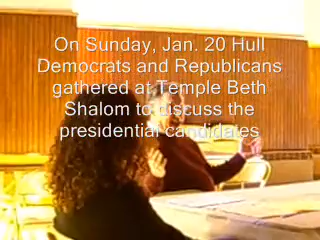 On Sunday, Jan. 20 Hull
Democrats and Republicans
gathered at Temple Beth
Shalom to discuss the
presidential candidates